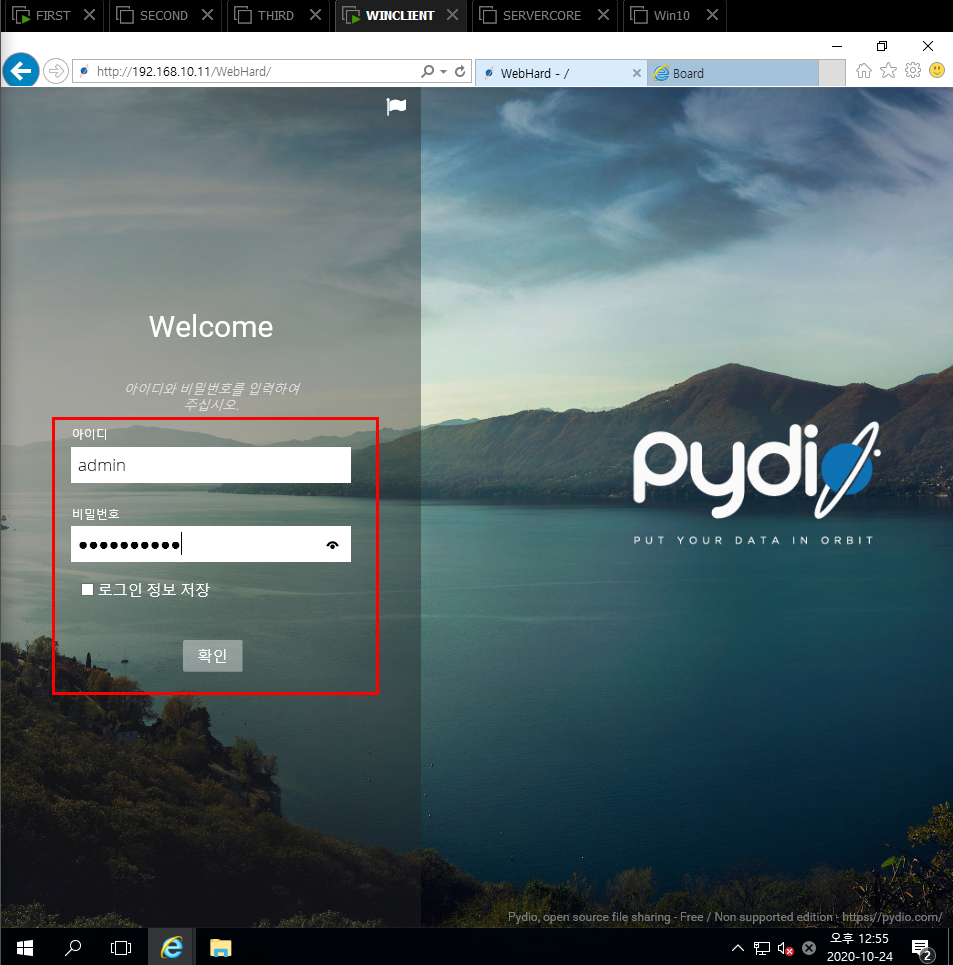 FIRST
SECOND
THIRD
WINCLIENT
SERVERCORE
Win10
http://192.168.10.11/WebHard/
WebHard - /
Board
Welcome
아이디와 비밀번호를 입력하여
주십시오.
아이디
admin
비밀번호
로그인 정보 저장
확인
pydio
PUT YOUR DATA IN ORBIT
Pydio, open source file sharing - Free / Non supported edition - https://pydio.com/
오후 12:55
2020-10-24
2